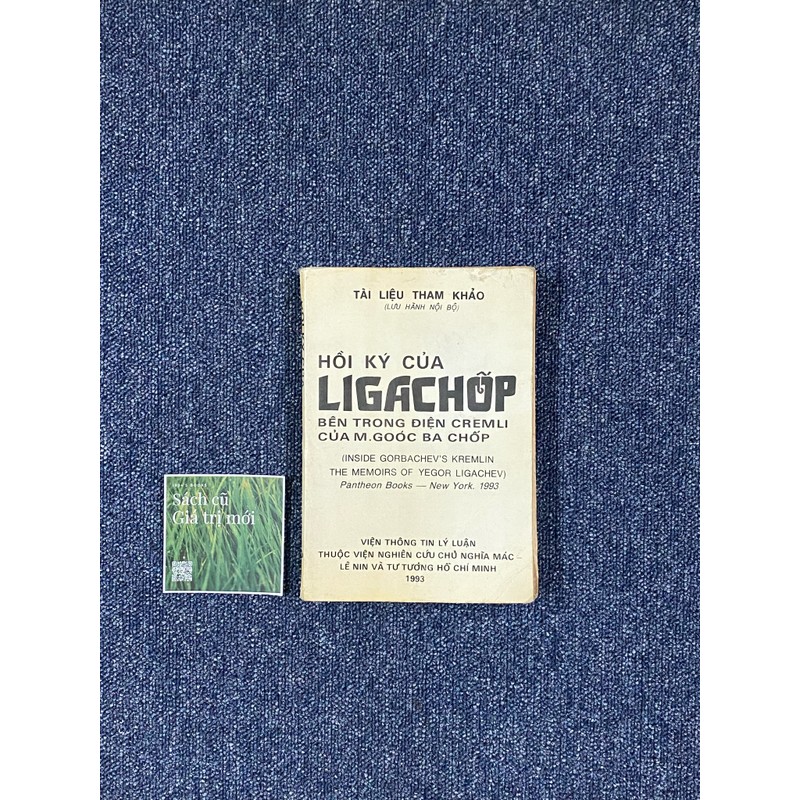 TÀI LIỆU THAM KHẢO
(LƯU HÀNH NỘI BỘ)
HỒI KÝ CỦA
LIGACHỐP
BÊN TRONG ĐIỆN CREMLI
CỦA M.GOÓC BA CHỐP
(INSIDE GORBACHEV'S KREMLIN
THE MEMOIRS OF YEGOR LIGACHEV)
Pantheon Books — New York. 1993
VIỆN THÔNG TIN LÝ LUẬN
THUỘC VIỆN NGHIÊN CỨU CHỦ NGHĨA MÁC –
LÊ NIN VÀ TƯ TƯỞNG HỒ CHÍ MINH
1993
Sách cũ
Giá trị mới